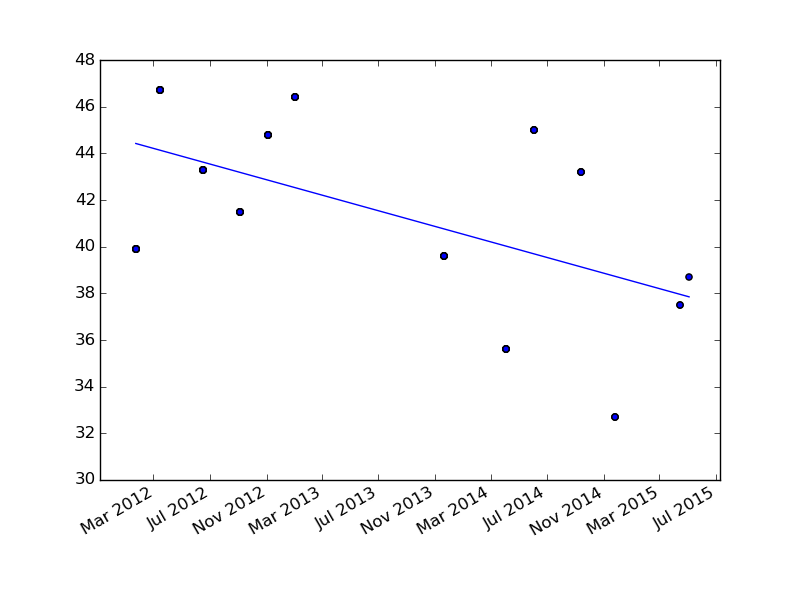 48
46
44
42
40
38
36
34
32
30
Mar 2012
Jul 2012
Nov 2012
Mar 2013
Jul 2013
Nov 2013
Mar 2014
Jul 2014
Nov 2014
Mar 2015
Jul 2015